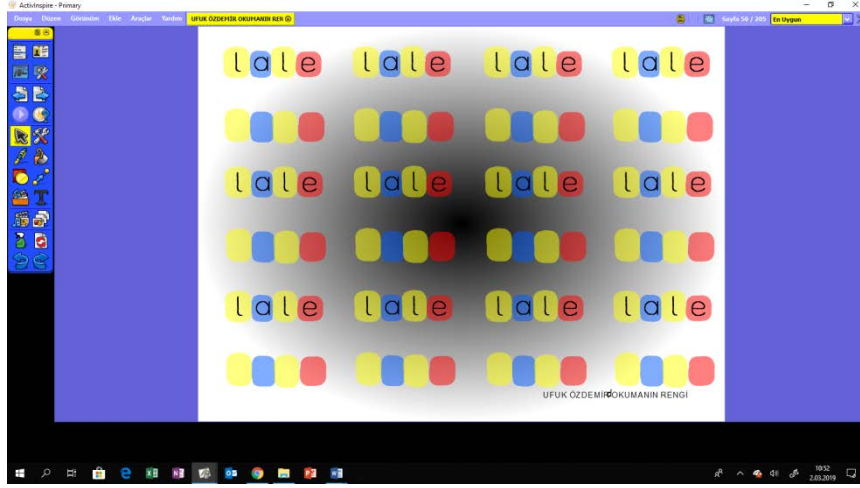 ActivInspire - Primary
Dosya Düzen Görünüm Ekle Araçlar Yardım UFUK ÖZDEMİR OKUMANIN REN Sayfa 50 / 205 En Uygun
lale lale lale lale
lale lale lale lale
lale lale lale lale
UFUK ÖZDEMİR OKUMANIN RENGİ
10:52
2.03.2019